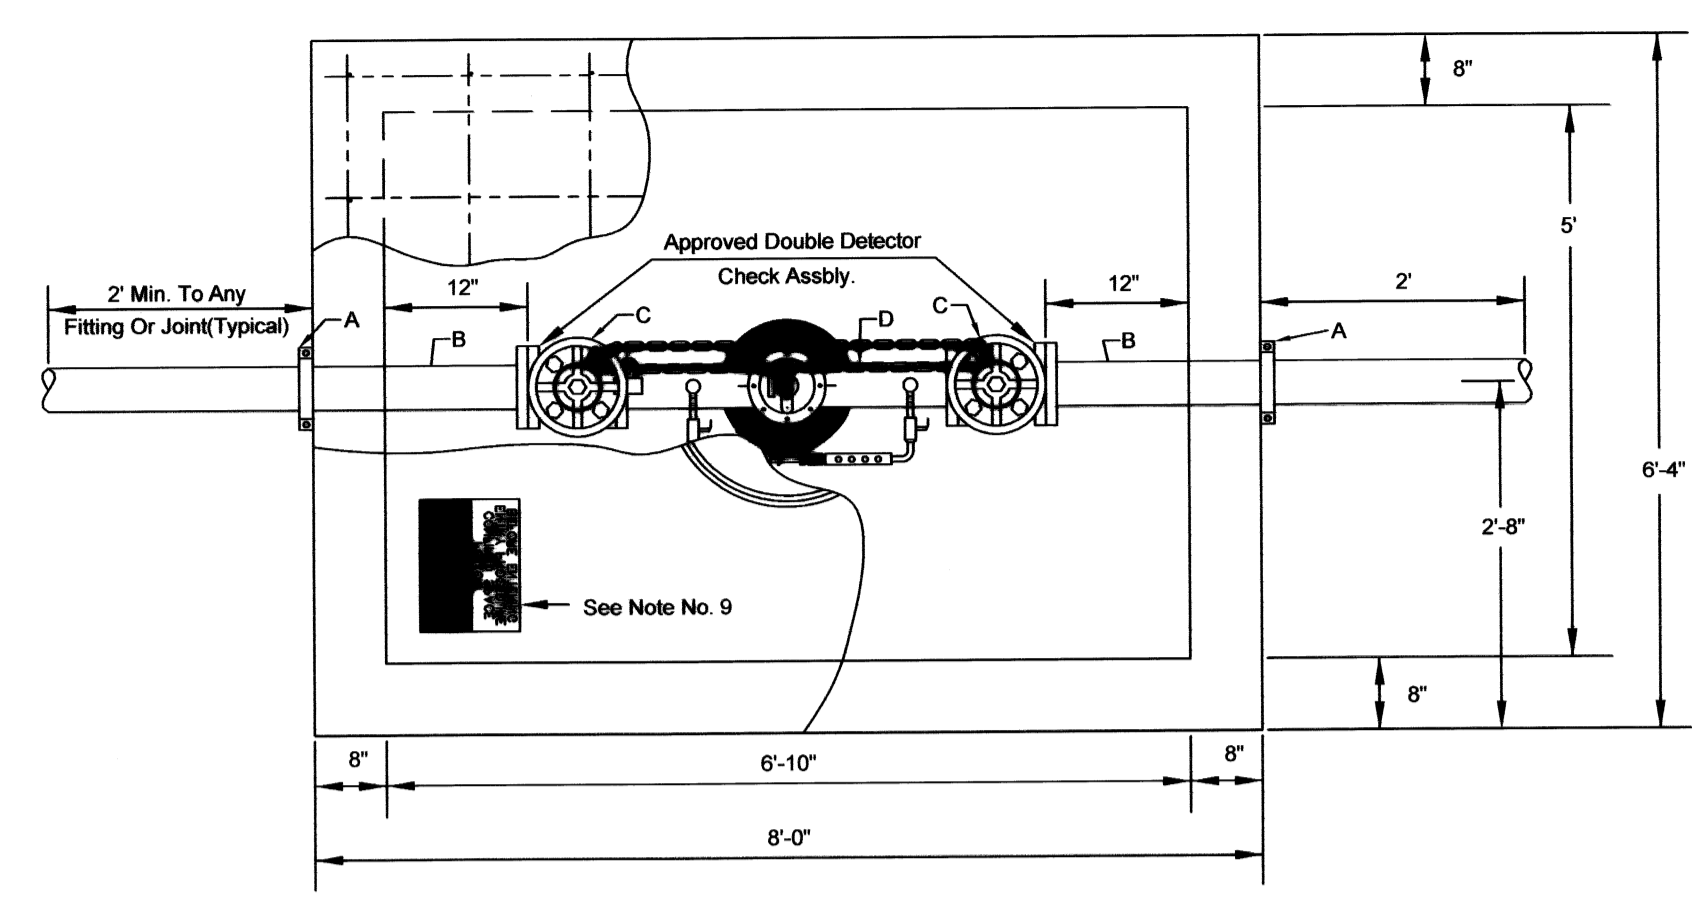 8"
5'
Approved Double Detector
Check Assbly.
2' Min. To Any
Fitting Or Joint(Typical)
12"
12"
2'
A
B
C
D
C
B
A
6'-4"
2'-8"
See Note No. 9
8"
8"
6'-10"
8"
8'-0"